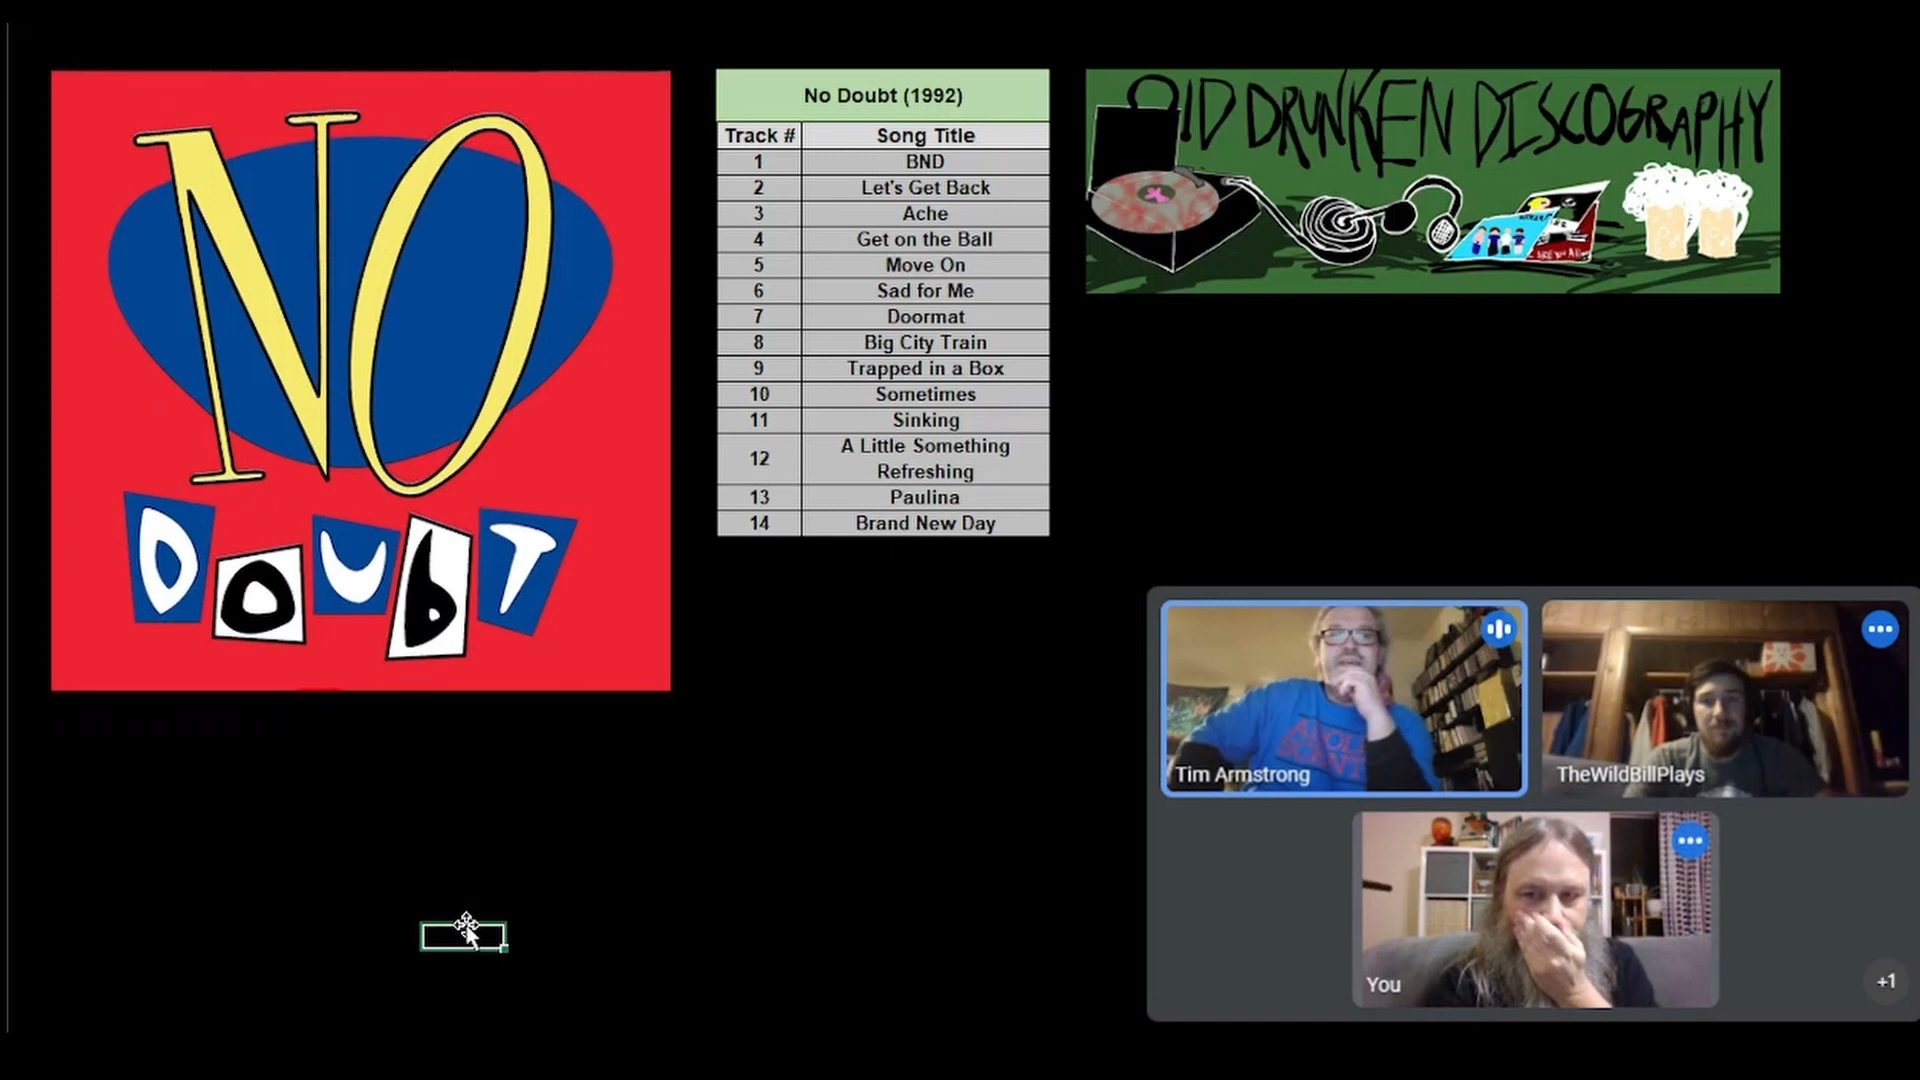 NO
DOUbT
No Doubt (1992)
Track # Song Title
1 BND
2 Let's Get Back
3 Ache
4 Get on the Ball
5 Move On
6 Sad for Me
7 Doormat
8 Big City Train
9 Trapped in a Box
10 Sometimes
11 Sinking
12 A Little Something
Refreshing
13 Paulina
14 Brand New Day
DRUNKEN DISCOGRAPHY
Tim Armstrong
TheWildBillPlays
You
+1